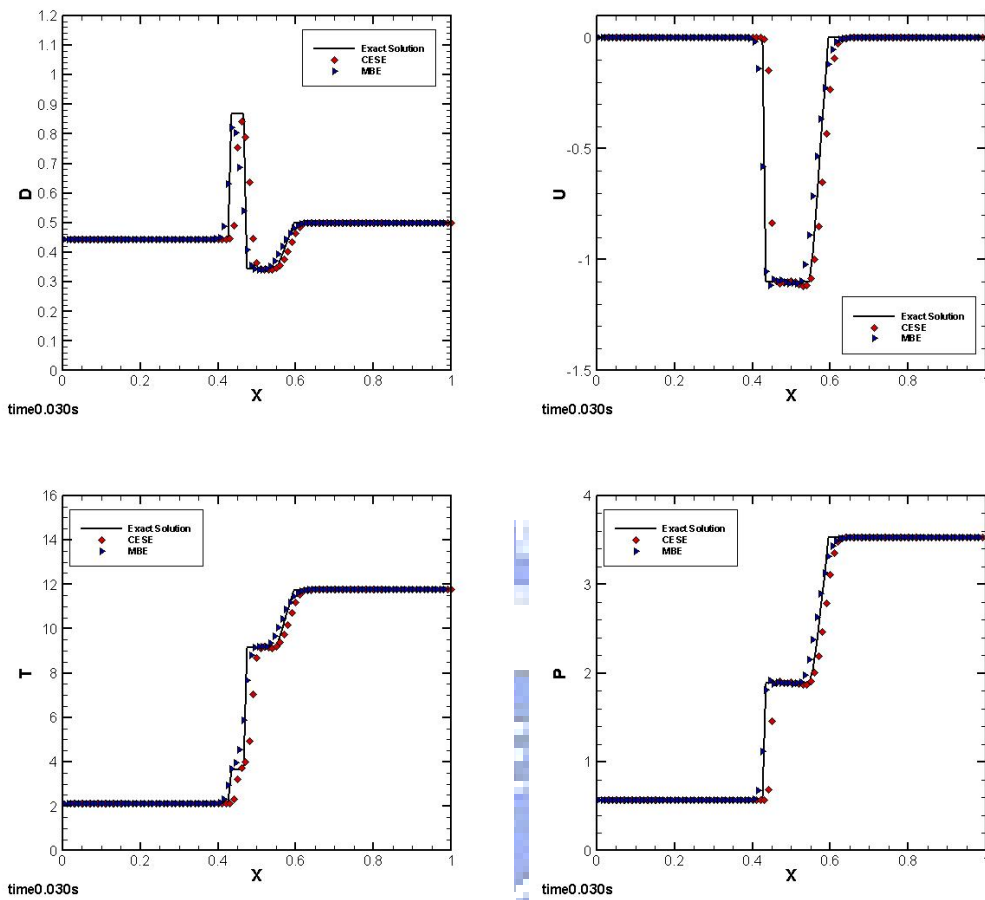 1.2
1.1
1
0.9
0.8
0.7
0.6
0.5
0.4
0.3
0.2
0.1
0
D
Exact Solution
CESE
MBE
0 0.2 0.4 0.6 0.8 1
X
time0.030s
0
-0.5
-1
-1.5
U
Exact Solution
CESE
MBE
0 0.2 0.4 0.6 0.8 1
X
time0.030s
16
14
12
10
8
6
4
2
0
T
Exact Solution
CESE
MBE
0 0.2 0.4 0.6 0.8 1
X
time0.030s
4
3
2
1
0
P
Exact Solution
CESE
MBE
0 0.2 0.4 0.6 0.8 1
X
time0.030s